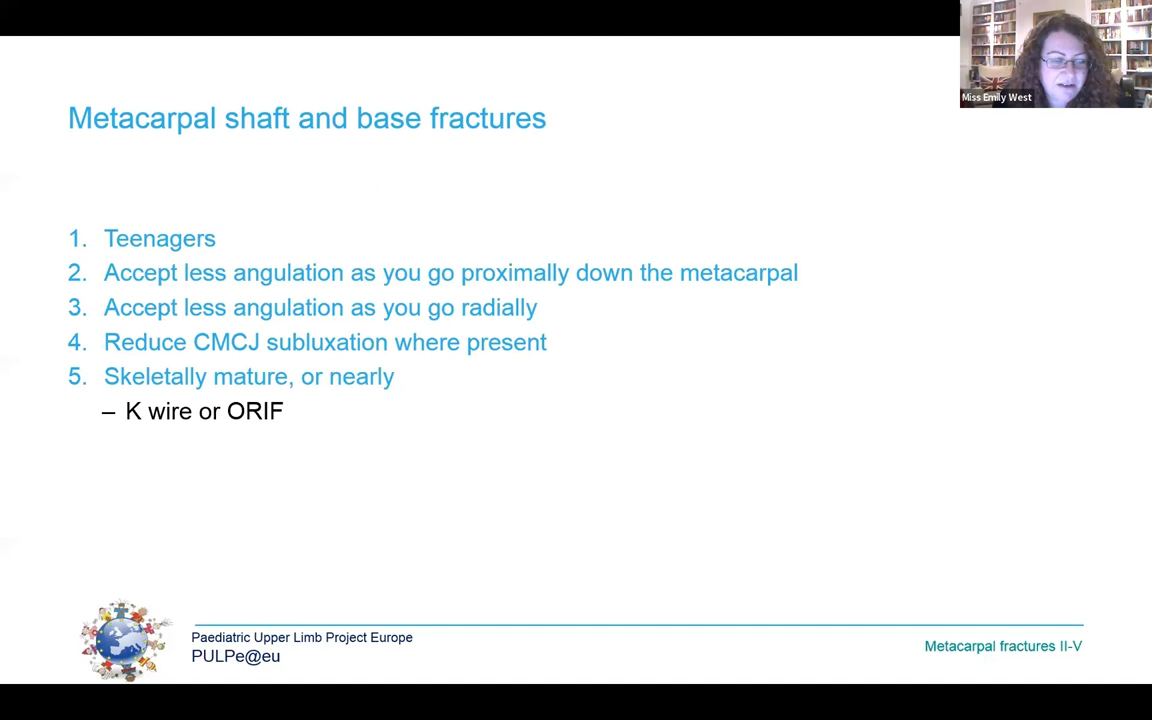 Miss Emily West
Metacarpal shaft and base fractures
1. Teenagers
2. Accept less angulation as you go proximally down the metacarpal
3. Accept less angulation as you go radially
4. Reduce CMCJ subluxation where present
5. Skeletally mature, or nearly
– K wire or ORIF
Paediatric Upper Limb Project Europe
PULPe@eu
Metacarpal fractures II-V